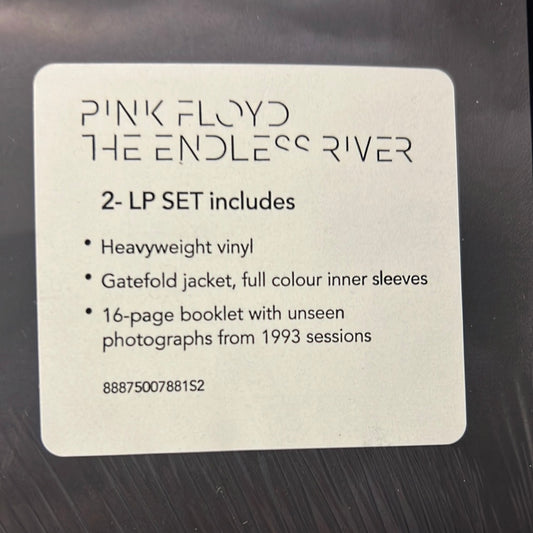 PINK FLOYD
THE ENDLESS RIVER
2- LP SET includes
• Heavyweight vinyl
• Gatefold jacket, full colour inner sleeves
• 16-page booklet with unseen
photographs from 1993 sessions
88875007881S2